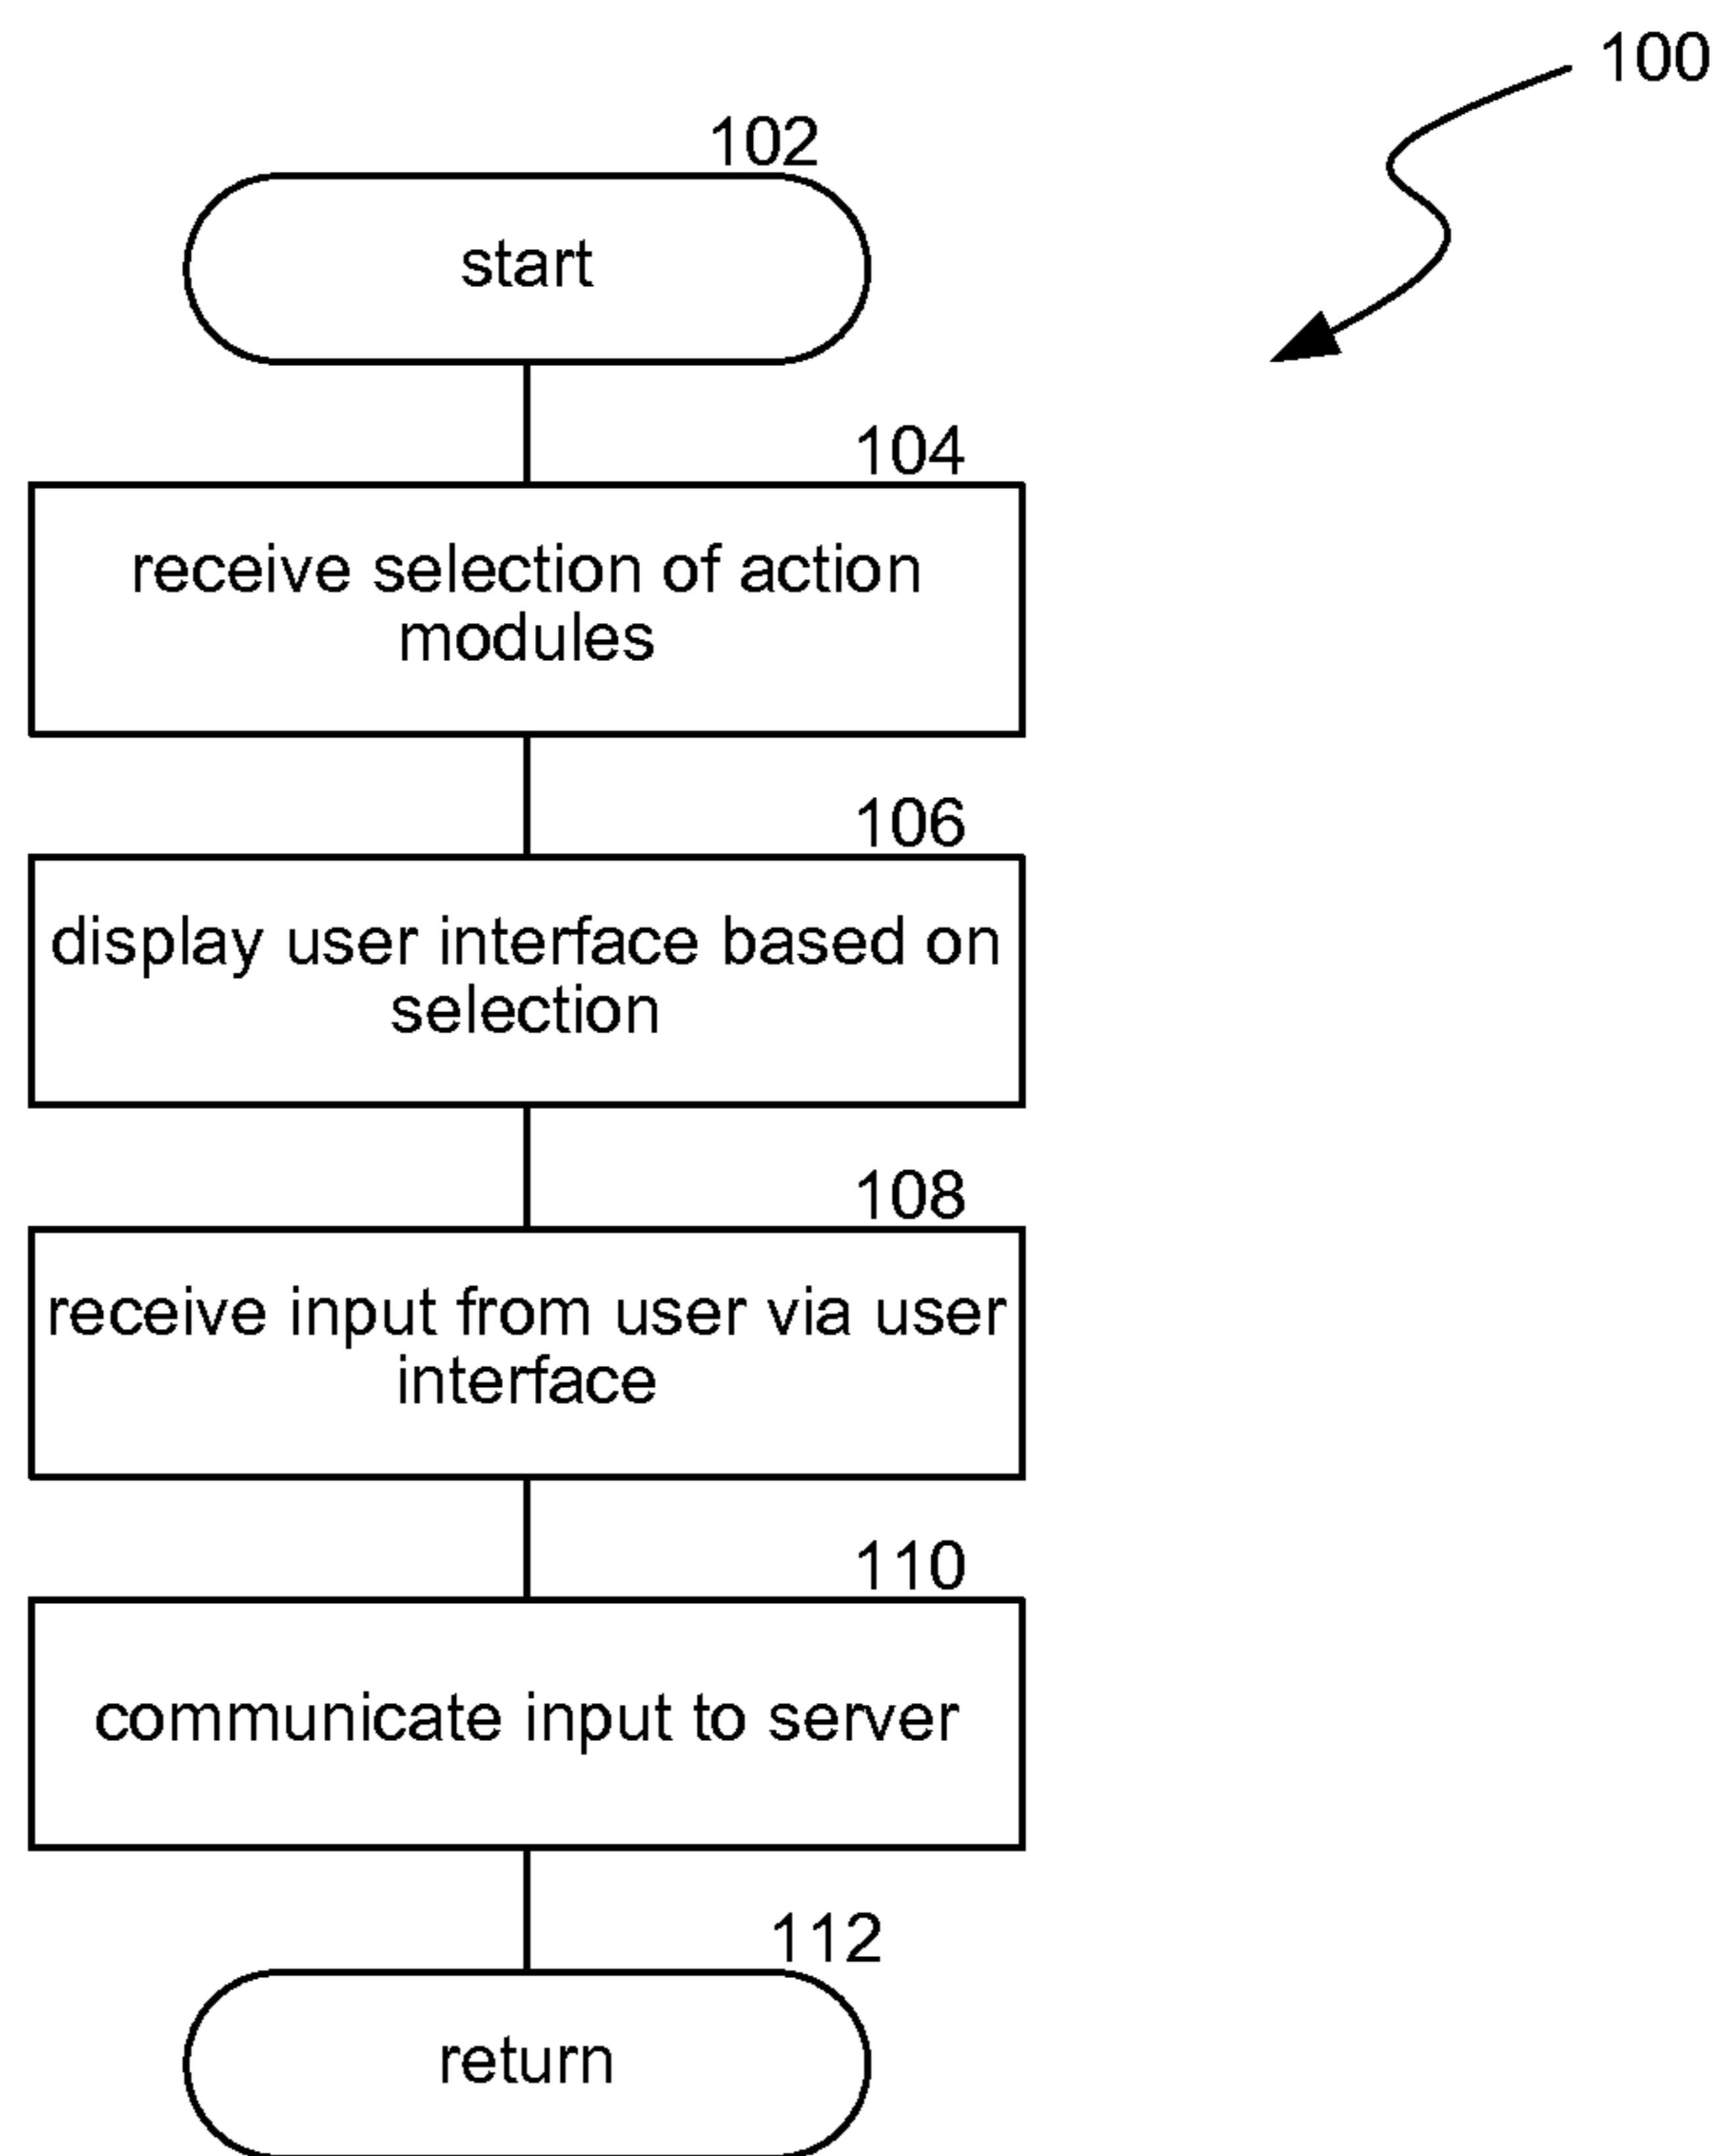 100
102
start
104
receive selection of action
modules
106
display user interface based on
selection
108
receive input from user via user
interface
110
communicate input to server
112
return